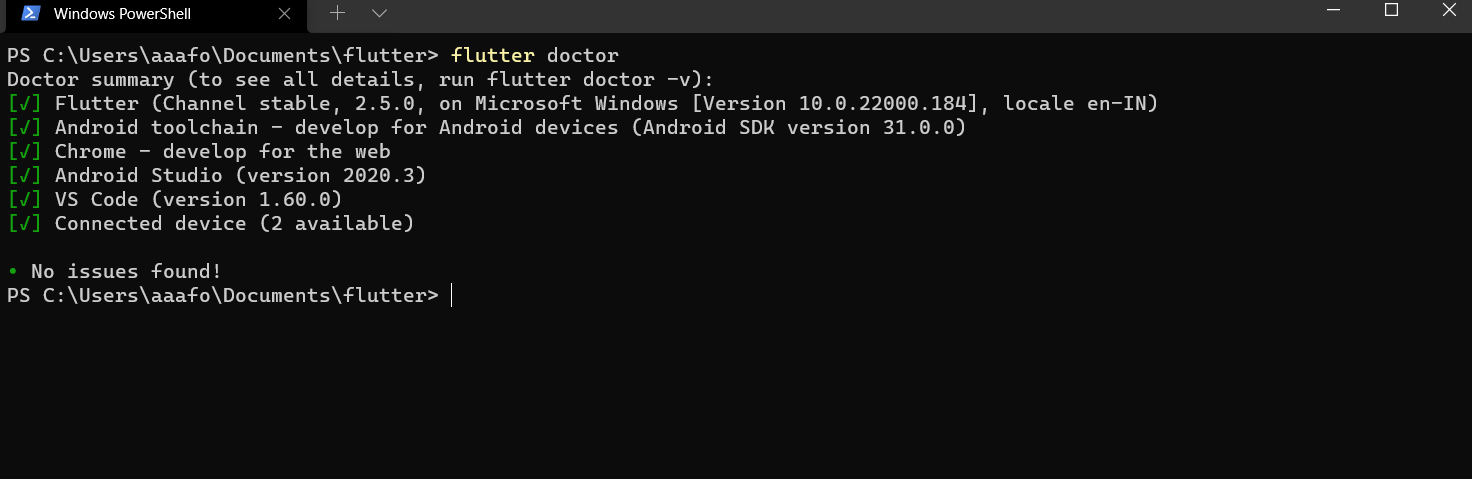 Windows PowerShell
PS C:\Users\aaafo\Documents\flutter> flutter doctor
Doctor summary (to see all details, run flutter doctor -v):
[√] Flutter (Channel stable, 2.5.0, on Microsoft Windows [Version 10.0.22000.184], locale en-IN)
[√] Android toolchain - develop for Android devices (Android SDK version 31.0.0)
[√] Chrome - develop for the web
[√] Android Studio (version 2020.3)
[√] VS Code (version 1.60.0)
[√] Connected device (2 available)
• No issues found!
PS C:\Users\aaafo\Documents\flutter>